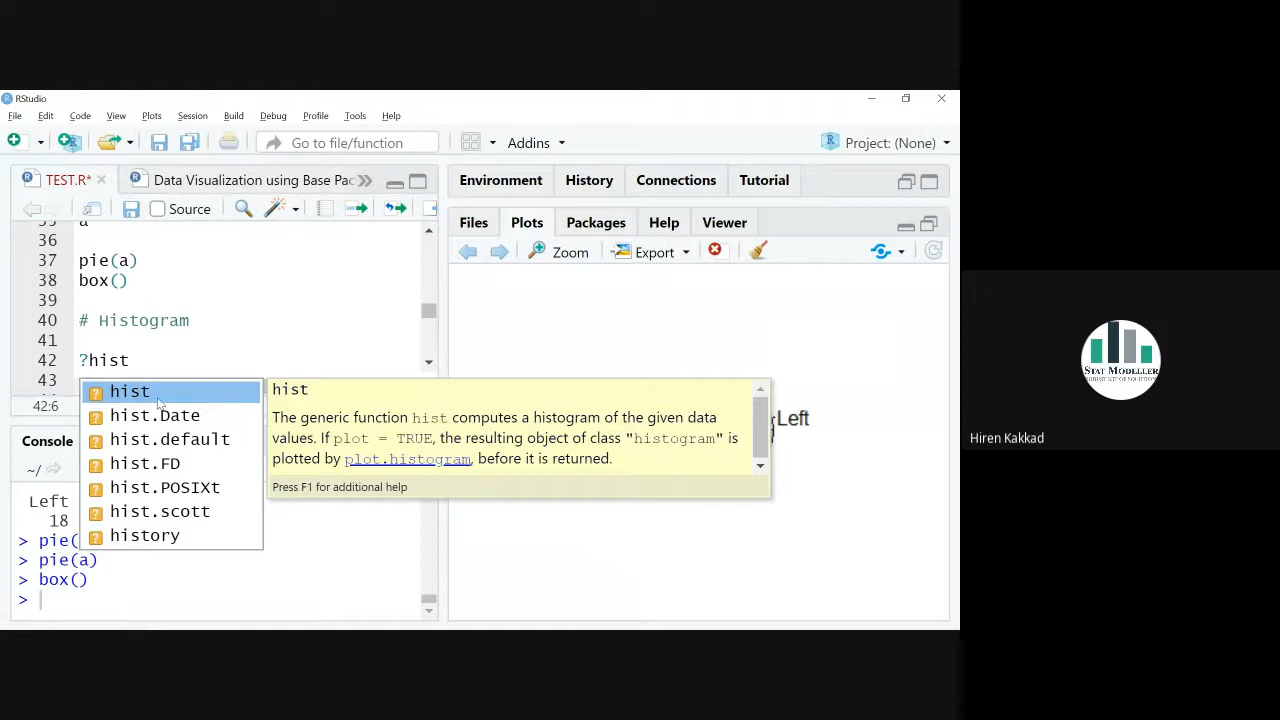 RStudio
File Edit Code View Plots Session Build Debug Profile Tools Help
Go to file/function Addins Project: (None)
TEST.R* Data Visualization using Base Pac
Source
36
37 pie(a)
38 box()
39
40 # Histogram
41
42 ?hist
43
42:6
hist
hist.Date
hist.default
hist.FD
hist.POSIXt
hist.scott
history
hist
The generic function hist computes a histogram of the given data
values. If plot = TRUE, the resulting object of class "histogram" is
plotted by plot.histogram, before it is returned.
Press F1 for additional help
Console
~/
Left
18
> pie(
> pie(a)
> box()
>
Environment History Connections Tutorial
Files Plots Packages Help Viewer
Zoom Export
Left
STAT MODELLER
Hiren Kakkad